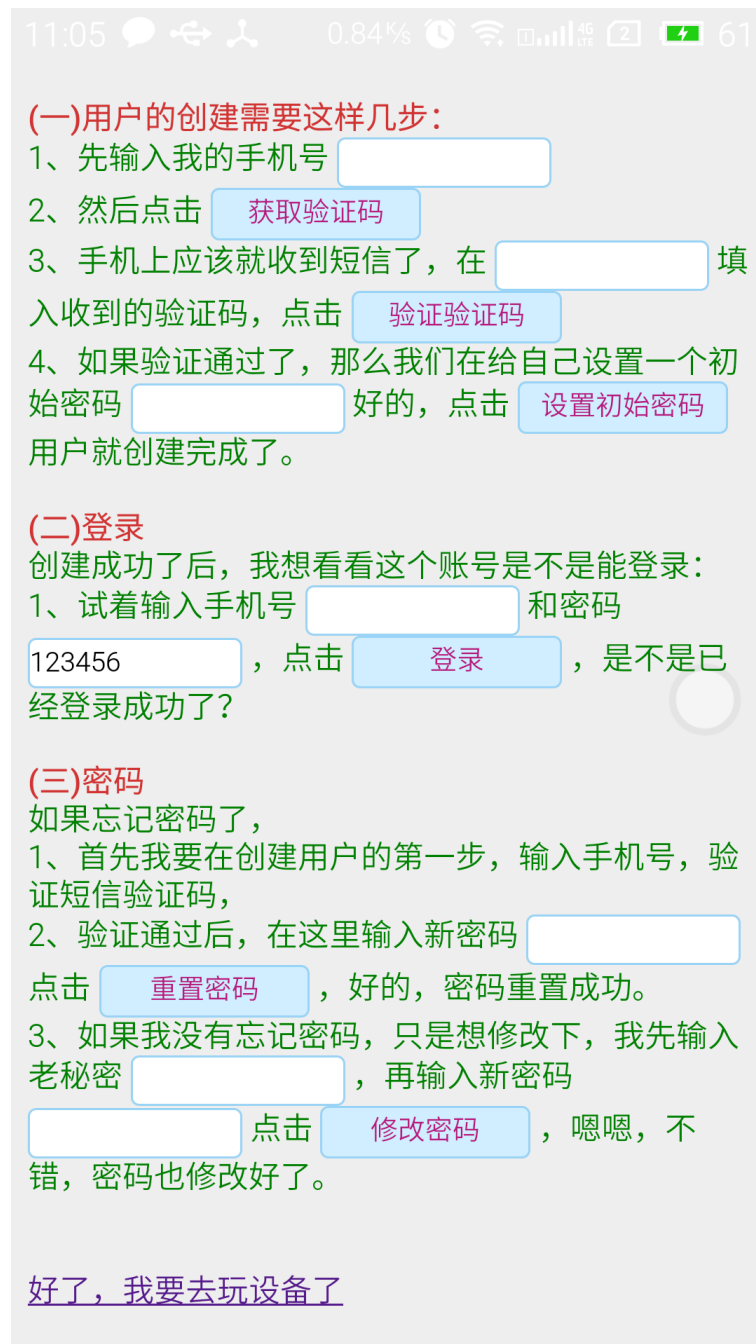 11:05 0.84K/s 4G LTE 2 61
(一)用户的创建需要这样几步：
1、先输入我的手机号
2、然后点击 获取验证码
3、手机上应该就收到短信了，在 填
入收到的验证码，点击 验证验证码
4、如果验证通过了，那么我们在给自己设置一个初
始密码 好的，点击 设置初始密码
用户就创建完成了。
(二)登录
创建成功了后，我想看看这个账号是不是能登录：
1、试着输入手机号 和密码
123456 ，点击 登录 ，是不是已
经登录成功了？
(三)密码
如果忘记密码了，
1、首先我要在创建用户的第一步，输入手机号，验
证短信验证码，
2、验证通过后，在这里输入新密码
点击 重置密码 ，好的，密码重置成功。
3、如果我没有忘记密码，只是想修改下，我先输入
老秘密 ，再输入新密码
点击 修改密码 ，嗯嗯，不
错，密码也修改好了。
好了，我要去玩设备了